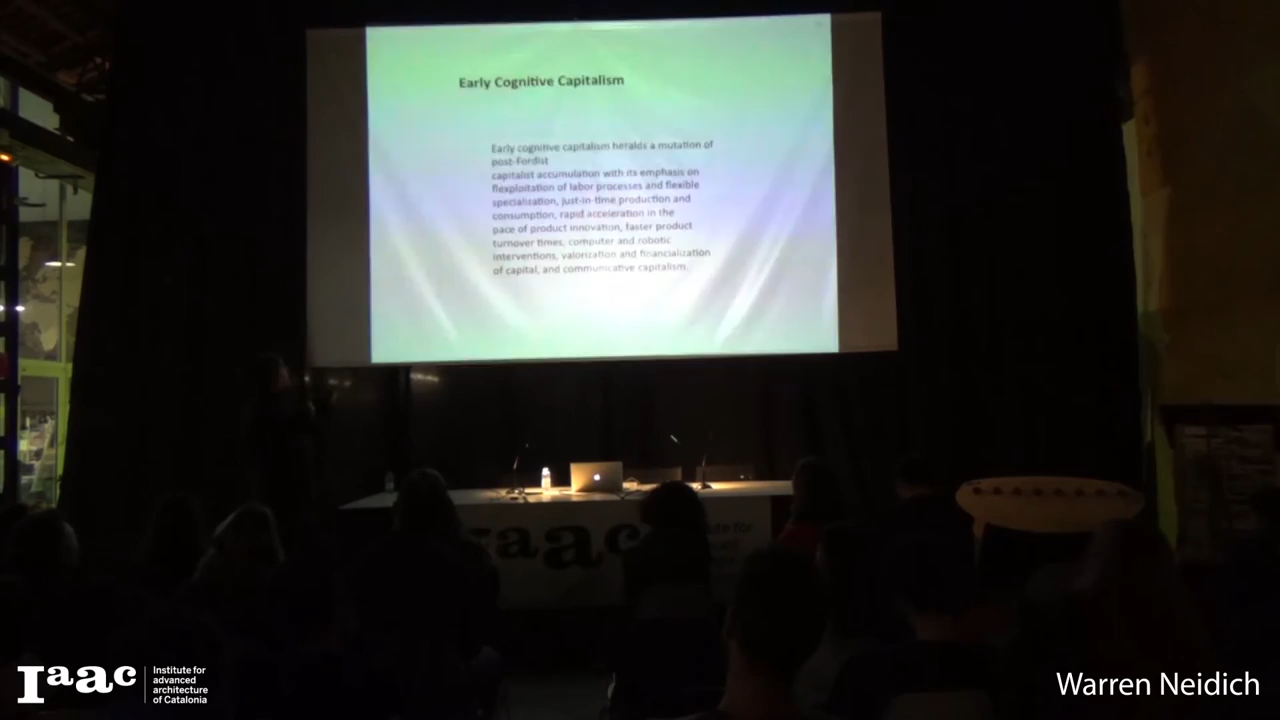 Early Cognitive Capitalism
Early cognitive capitalism heralds a mutation of
post-Fordist
capitalist accumulation with its emphasis on
flexploitation of labor processes and flexible
specialization, just-in-time production and
consumption, rapid acceleration in the
pace of product innovation, faster product
turnover times, computer and robotic
interventions, valorization and financialization
of capital, and communicative capitalism.
Iaac
Iaac
Institute for
advanced
architecture
of Catalonia
Warren Neidich